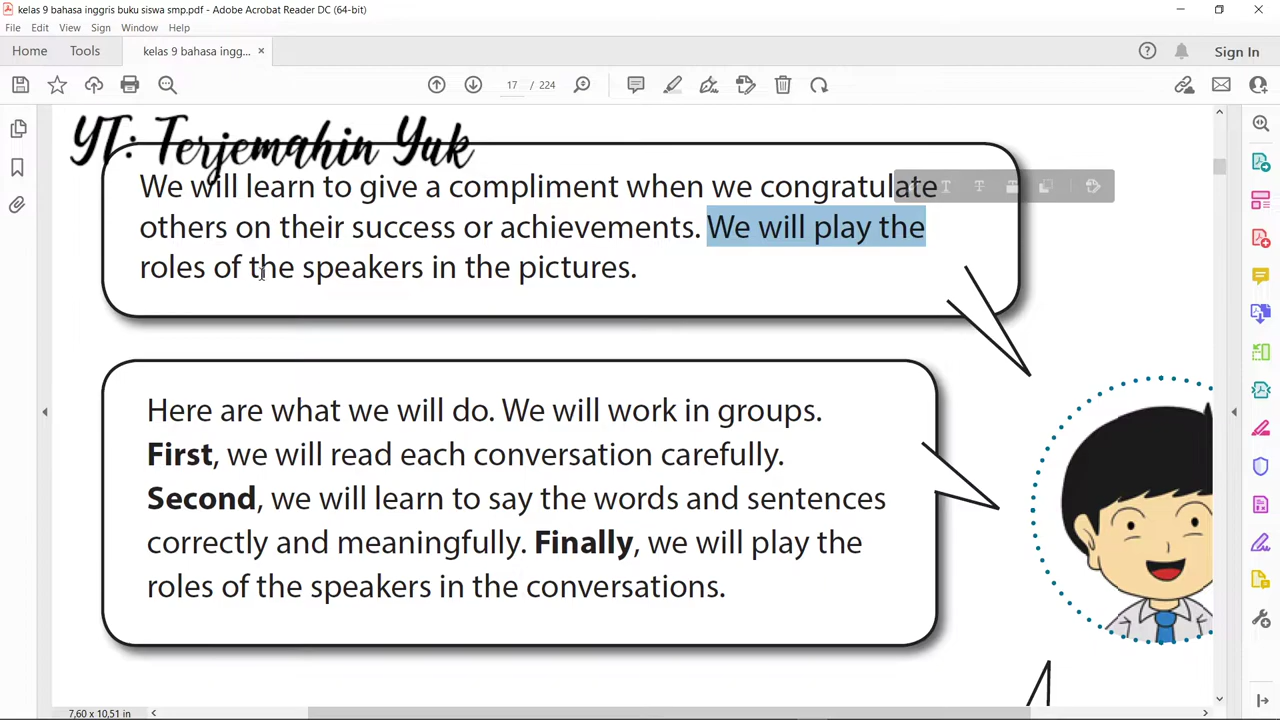 kelas 9 bahasa inggris buku siswa smp.pdf - Adobe Acrobat Reader DC (64-bit)
File Edit View Sign Window Help
Home Tools kelas 9 bahasa ingg... Sign In
17 / 224
YT: Terjemahin Yuk
We will learn to give a compliment when we congratulate
others on their success or achievements. We will play the
roles of the speakers in the pictures.
Here are what we will do. We will work in groups.
First, we will read each conversation carefully.
Second, we will learn to say the words and sentences
correctly and meaningfully. Finally, we will play the
roles of the speakers in the conversations.
7,60 x 10,51 in